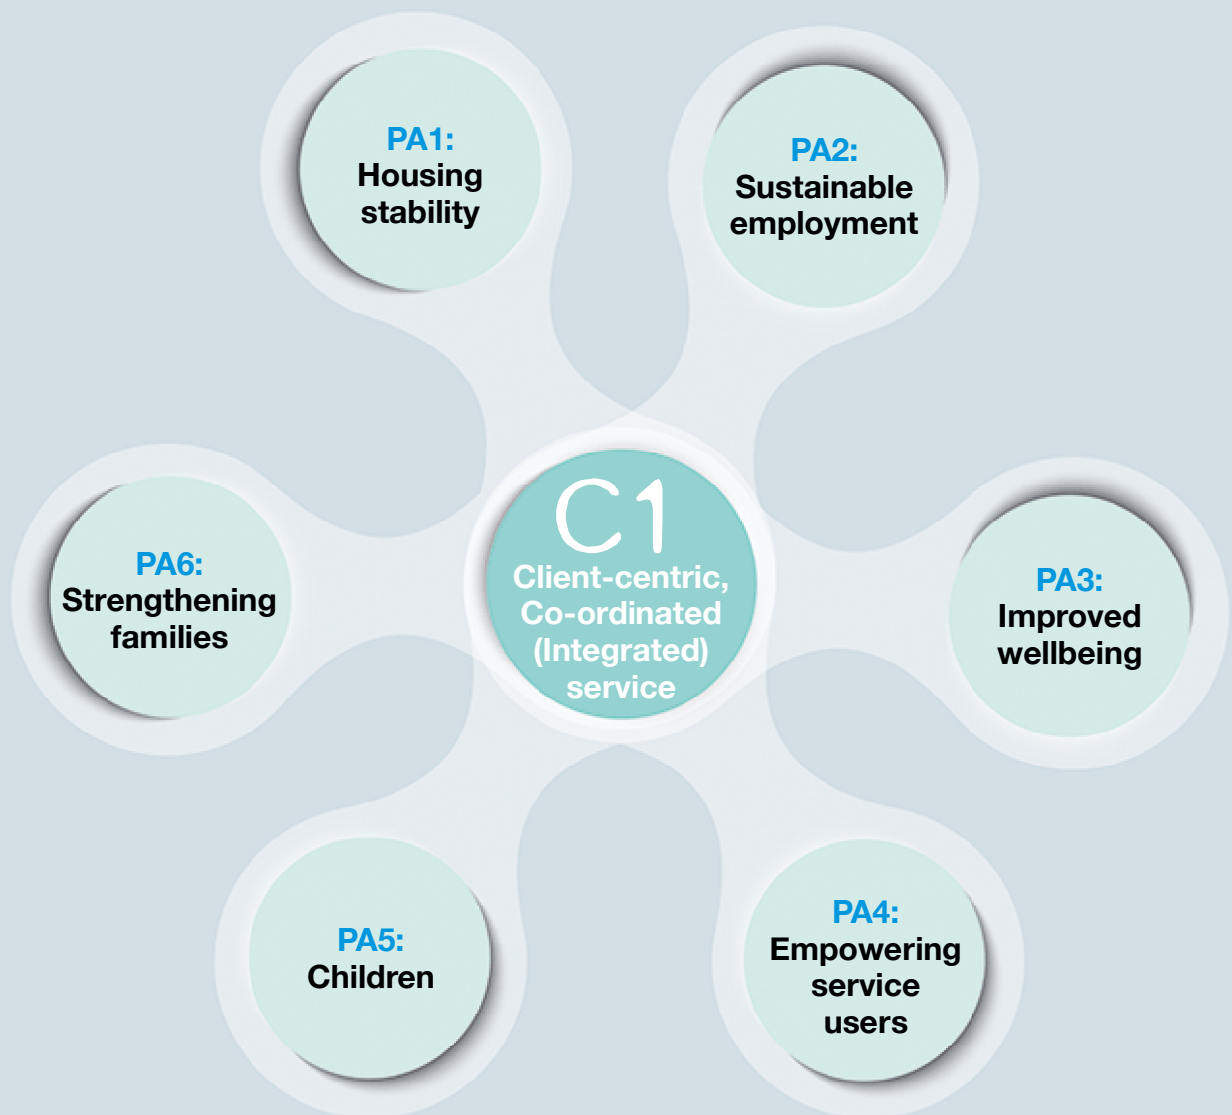 PA1:
Housing
stability
PA2:
Sustainable
employment
C1
Client-centric,
Co-ordinated
(Integrated)
service
PA6:
Strengthening
families
PA3:
Improved
wellbeing
PA5:
Children
PA4:
Empowering
service
users